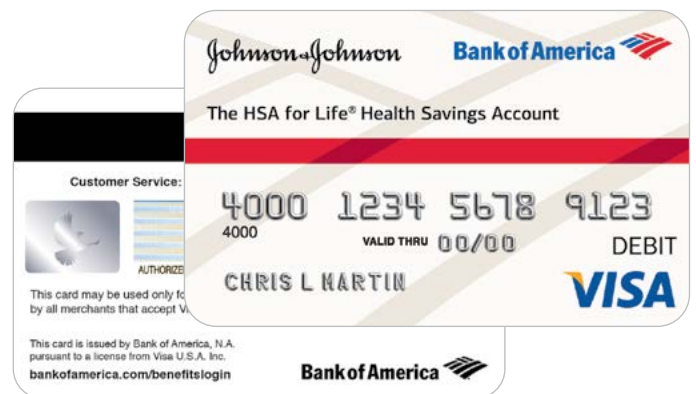 Johnson & Johnson
Bank of America
The HSA for Life® Health Savings Account
4000 1234 5678 9123
4000
VALID THRU 00/00
DEBIT
CHRIS L MARTIN
VISA
Customer Service:
This card may be used only
by all merchants that accept
This card is issued by Bank of America, N.A.
pursuant to a license from Visa U.S.A. Inc.
bankofamerica.com/benefitslogin
Bank of America